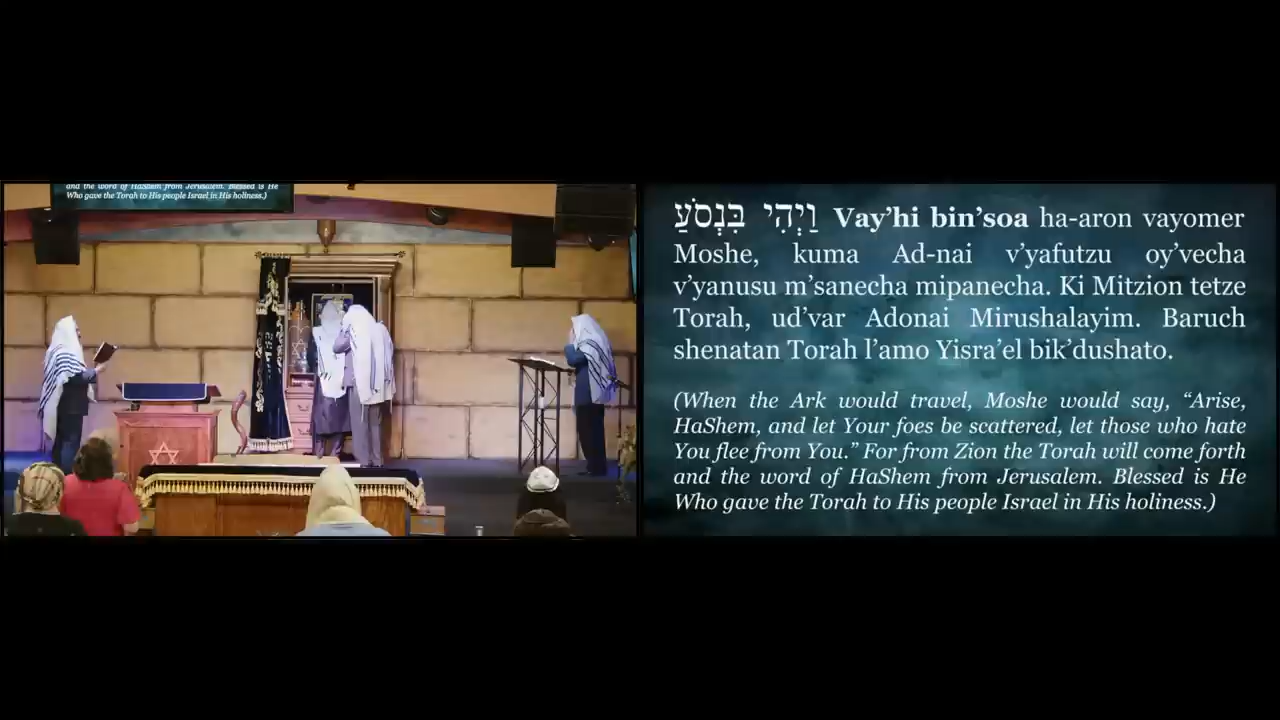 and the word of HaShem from Jerusalem. Blessed is He
Who gave the Torah to His people Israel in His holiness.)
וַיְהִי בִּנְסֹעַ Vay’hi bin’soa ha-aron vayomer
Moshe, kuma Ad-nai v’yafutzu oy’vecha
v’yanusu m’sanecha mipanecha. Ki Mitzion tetze
Torah, ud’var Adonai Mirushalayim. Baruch
shenatan Torah l’amo Yisra’el bik’dushato.
(When the Ark would travel, Moshe would say, “Arise,
HaShem, and let Your foes be scattered, let those who hate
You flee from You.” For from Zion the Torah will come forth
and the word of HaShem from Jerusalem. Blessed is He
Who gave the Torah to His people Israel in His holiness.)